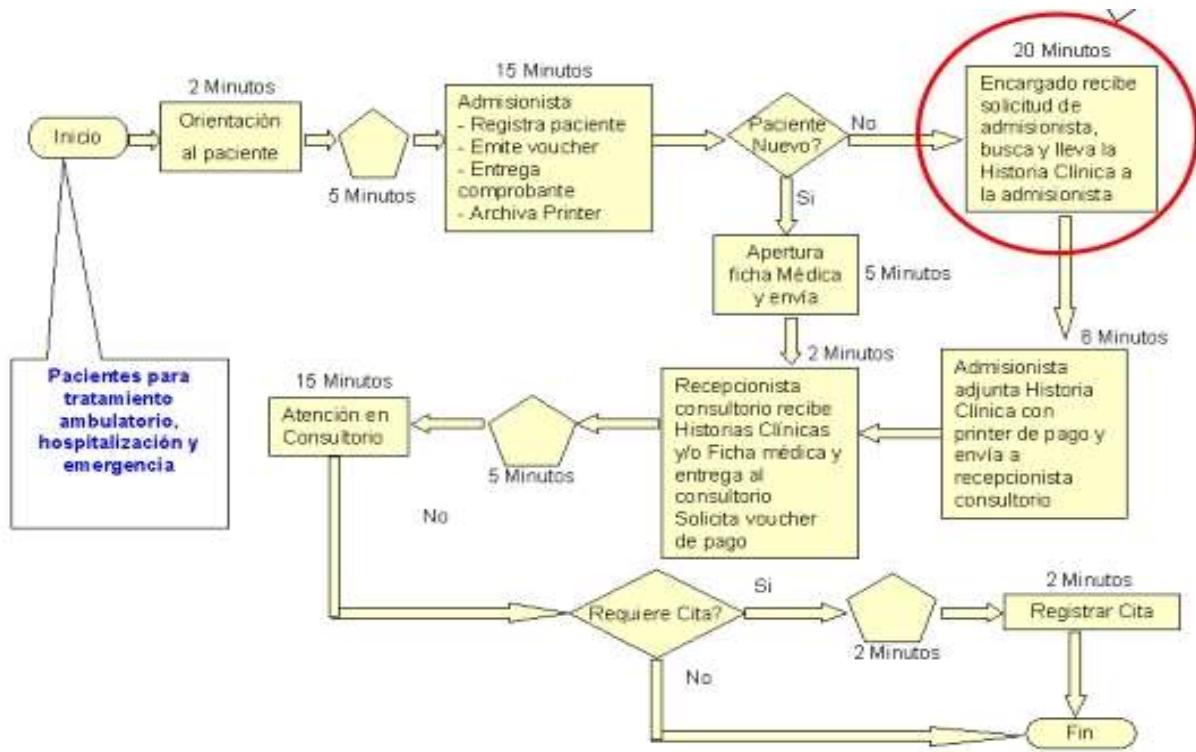 20 Minutos
Encargado recibe
solicitud de
admisionista,
busca y lleva la
Historia Clínica a
la admisionista
15 Minutos
2 Minutos
Inicio
Orientación
al paciente
5 Minutos
Admisionista
- Registra paciente
- Emite voucher
- Entrega
comprobante
- Archiva Printer
Paciente
Nuevo?
No
Si
Apertura
ficha Médica
y envía
5 Minutos
2 Minutos
6 Minutos
Pacientes para
tratamiento
ambulatorio,
hospitalización y
emergencia
15 Minutos
Atención en
Consultorio
5 Minutos
Recepcionista
consultorio recibe
Historias Clínicas
y/o Ficha médica y
entrega al
consultorio
Solicita voucher
de pago
Admisionista
adjunta Historia
Clínica con
printer de pago y
envía a
recepcionista
consultorio
No
Requiere Cita?
Si
2 Minutos
2 Minutos
Registrar Cita
No
Fin